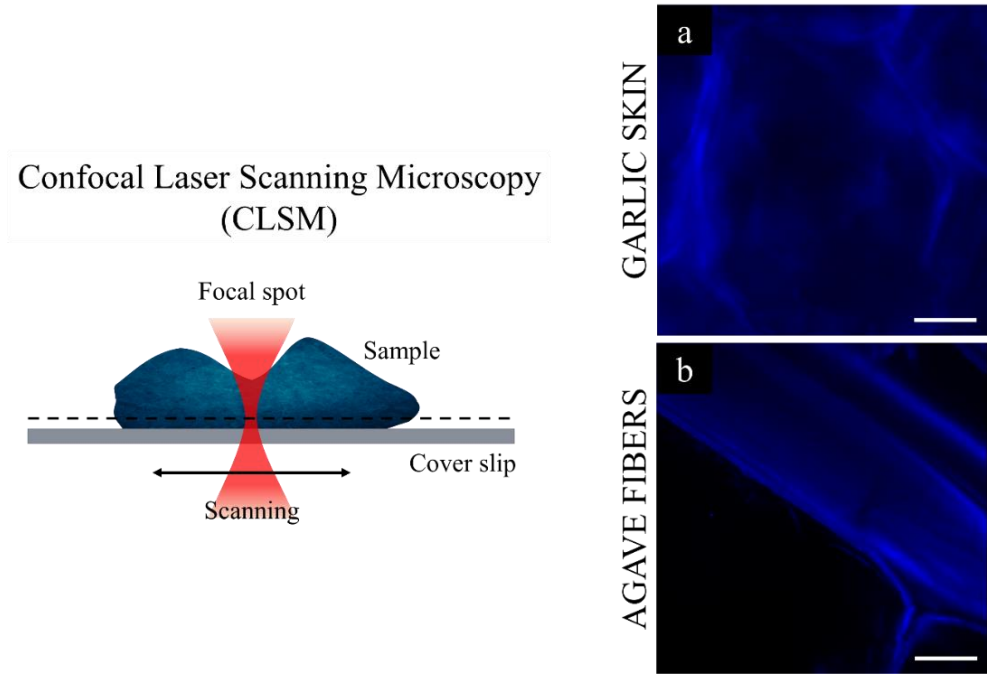 Confocal Laser Scanning Microscopy
(CLSM)
Focal spot
Sample
Cover slip
Scanning
GARLIC SKIN
a
AGAVE FIBERS
b